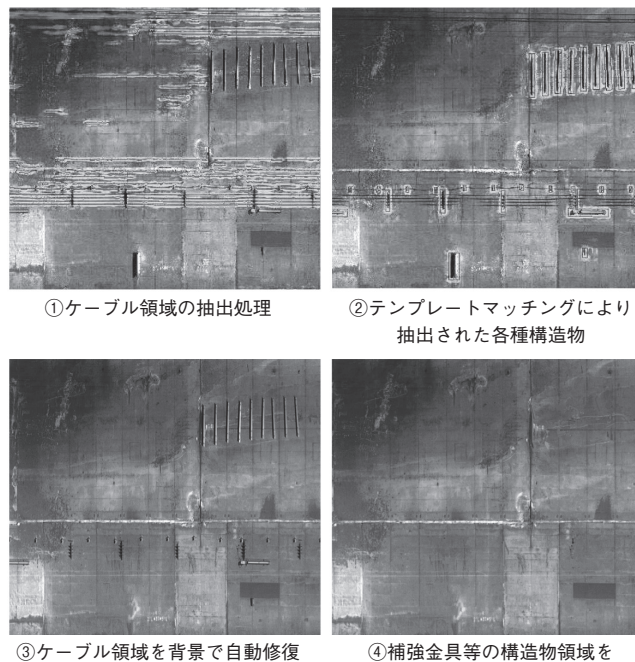 ①ケーブル領域の抽出処理
②テンプレートマッチングにより
抽出された各種構造物
③ケーブル領域を背景で自動修復
④補強金具等の構造物領域を